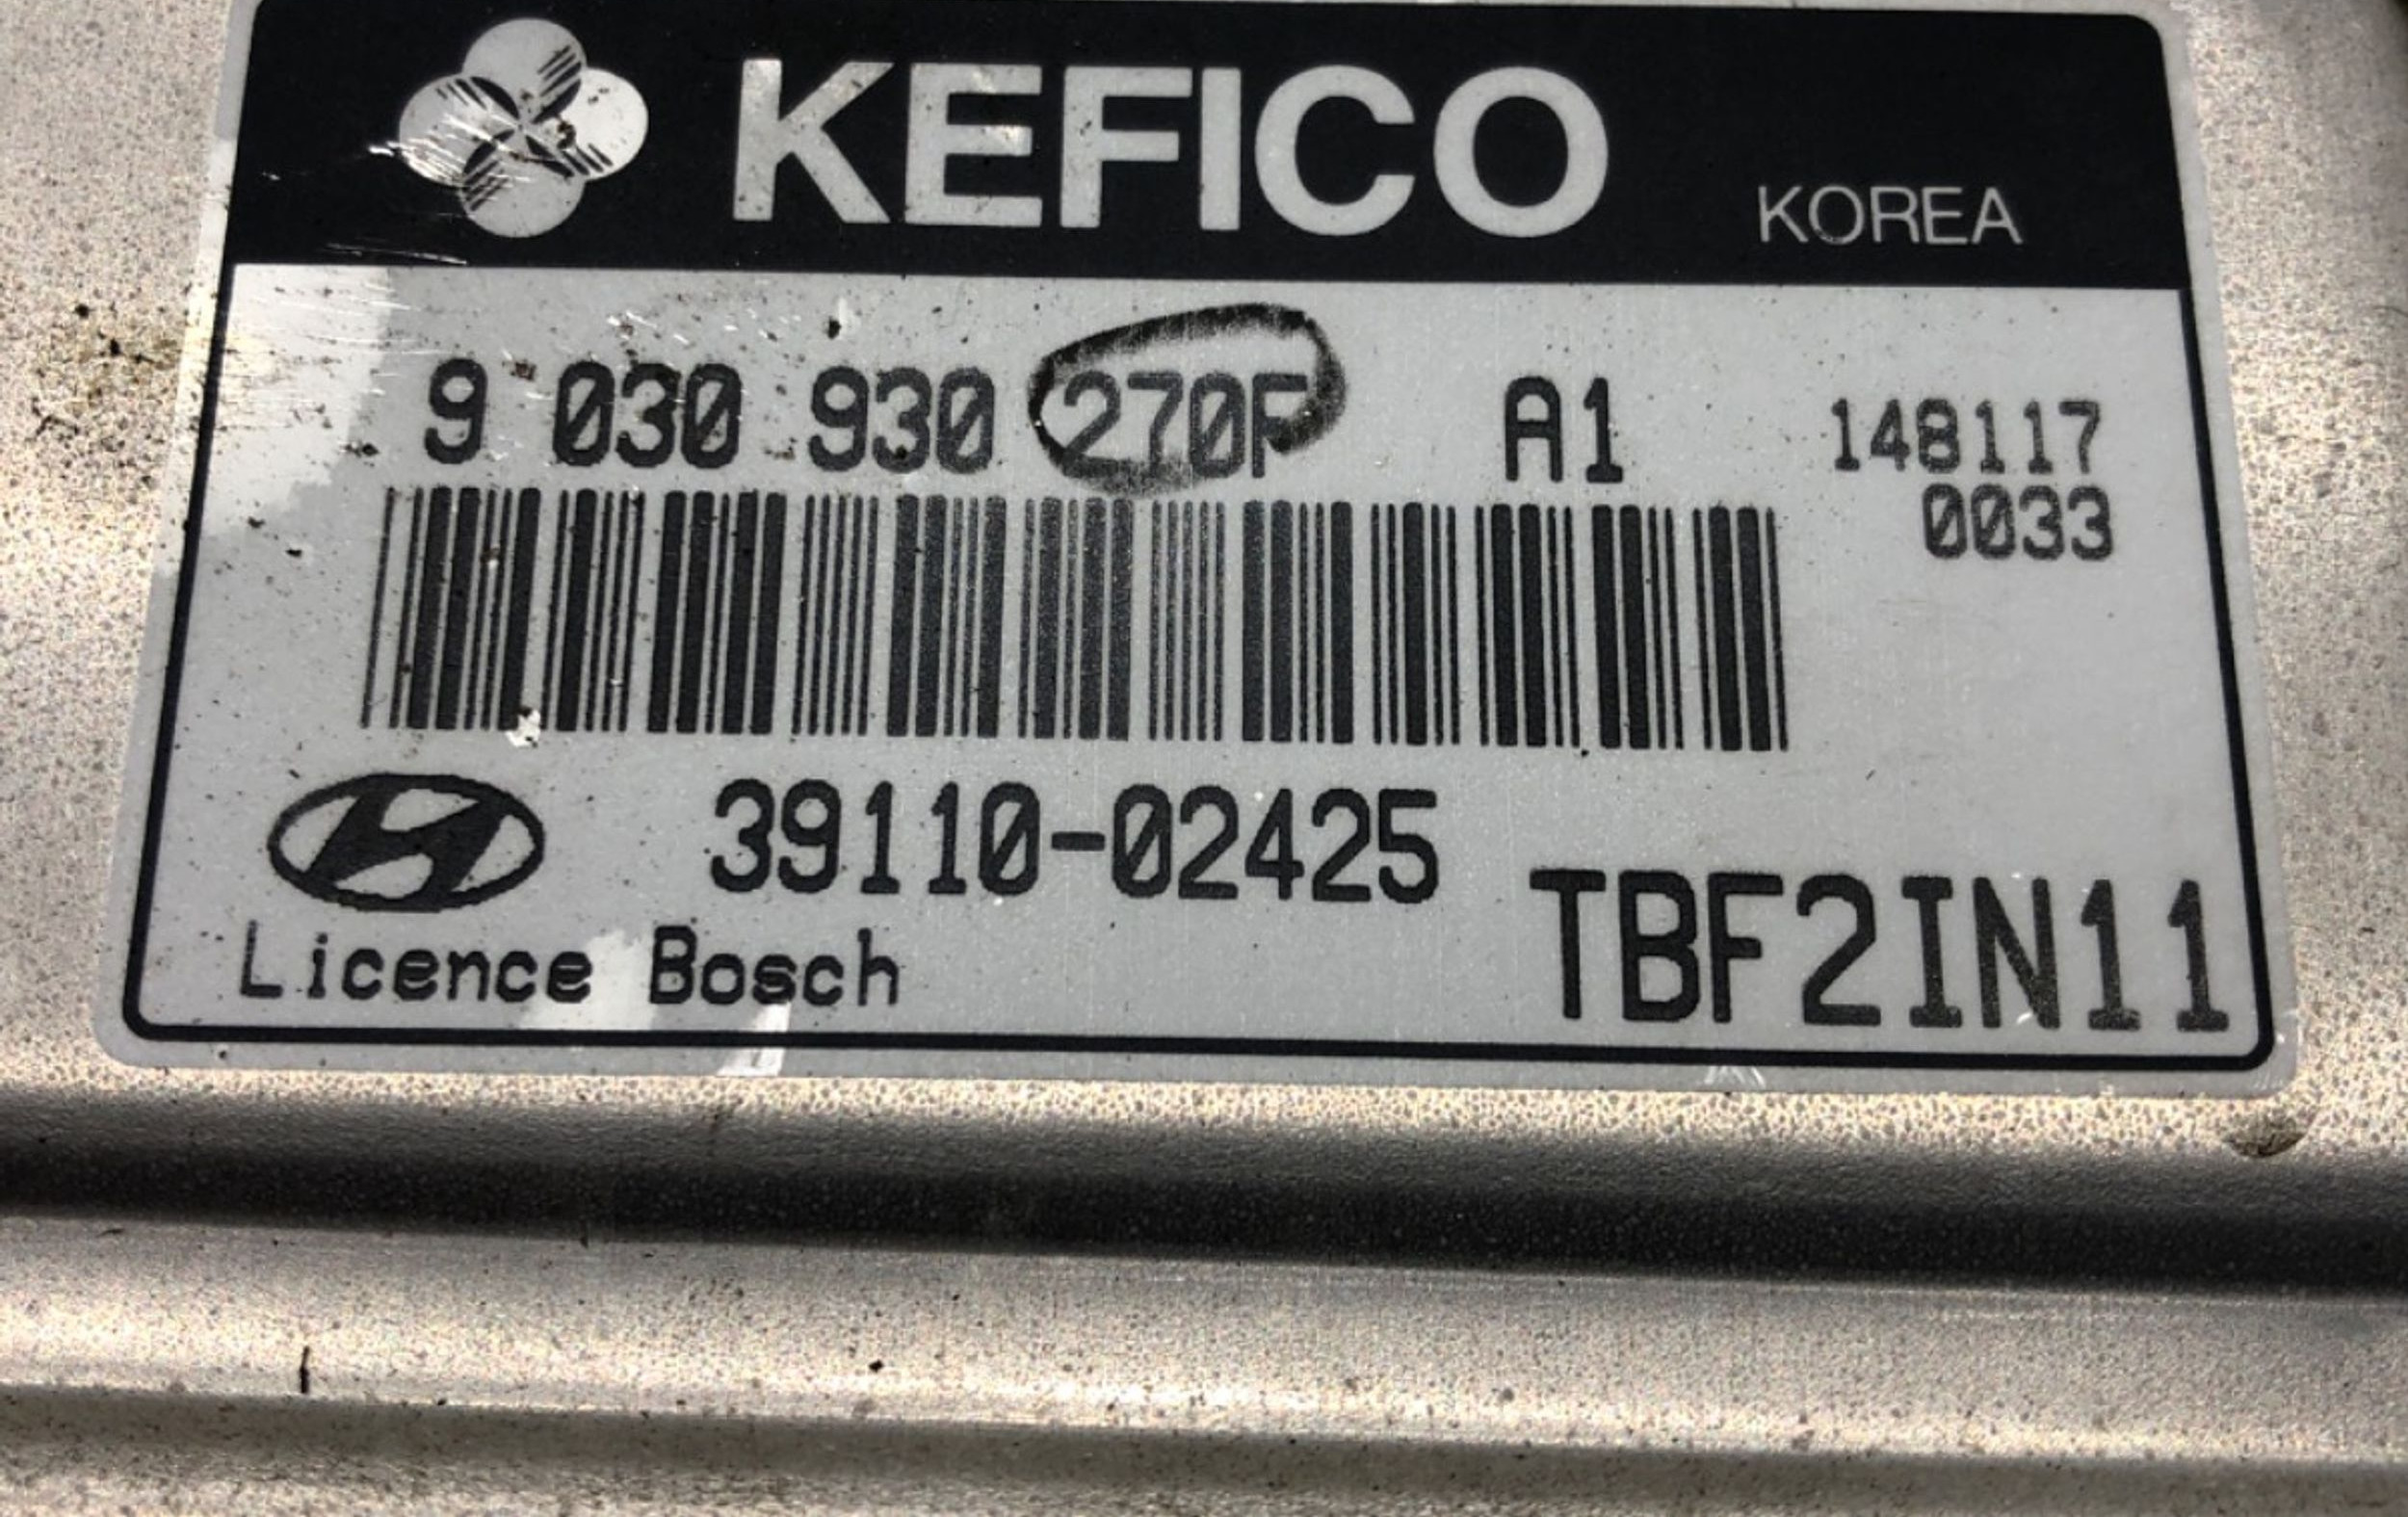 KEFICO KOREA
9 030 930 270F A1 148117
0033
39110-02425
TBF2IN11
Licence Bosch